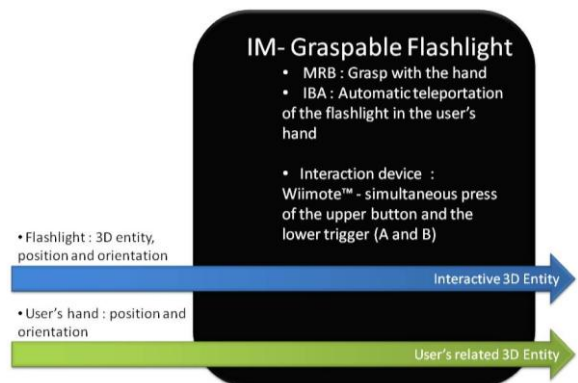 IM- Graspable Flashlight
• MRB : Grasp with the hand
• IBA : Automatic teleportation
of the flashlight in the user's
hand
• Interaction device :
Wiimote™ - simultaneous press
of the upper button and the
lower trigger (A and B)
• Flashlight : 3D entity,
position and orientation
Interactive 3D Entity
• User's hand : position and
orientation
User's related 3D Entity